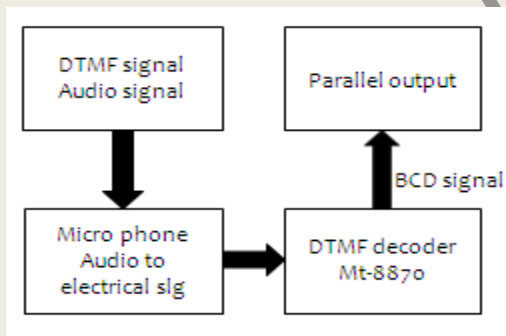 DTMF signal
Audio signal
Micro phone
Audio to
electrical slg
DTMF decoder
Mt-8870
BCD signal
Parallel output